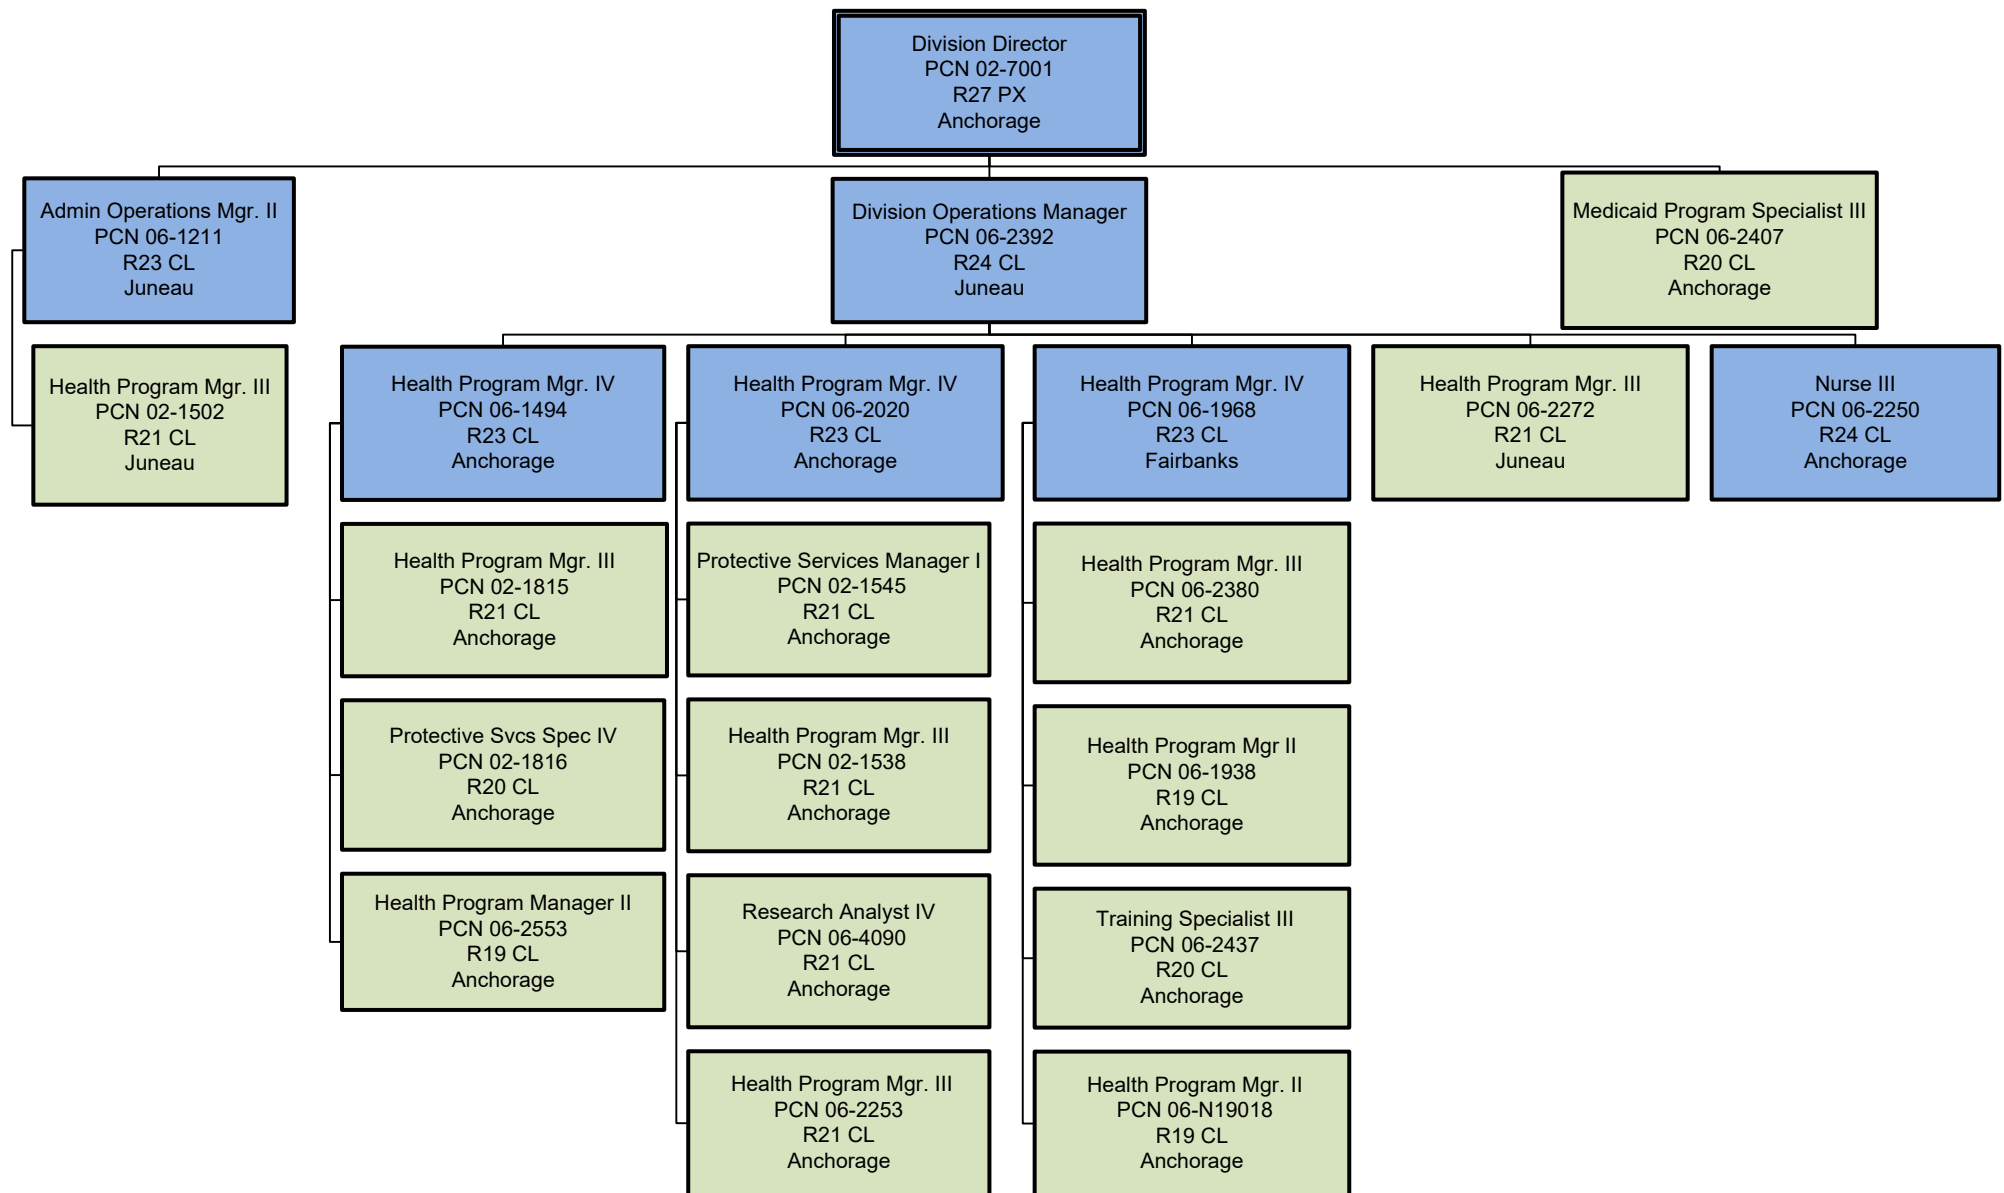 Division Director
PCN 02-7001
R27 PX
Anchorage
Admin Operations Mgr. II
PCN 06-1211
R23 CL
Juneau
Division Operations Manager
PCN 06-2392
R24 CL
Juneau
Medicaid Program Specialist III
PCN 06-2407
R20 CL
Anchorage
Health Program Mgr. III
PCN 02-1502
R21 CL
Juneau
Health Program Mgr. IV
PCN 06-1494
R23 CL
Anchorage
Health Program Mgr. IV
PCN 06-2020
R23 CL
Anchorage
Health Program Mgr. IV
PCN 06-1968
R23 CL
Fairbanks
Health Program Mgr. III
PCN 06-2272
R21 CL
Juneau
Nurse III
PCN 06-2250
R24 CL
Anchorage
Health Program Mgr. III
PCN 02-1815
R21 CL
Anchorage
Protective Services Manager I
PCN 02-1545
R21 CL
Anchorage
Health Program Mgr. III
PCN 06-2380
R21 CL
Anchorage
Protective Svcs Spec IV
PCN 02-1816
R20 CL
Anchorage
Health Program Mgr. III
PCN 02-1538
R21 CL
Anchorage
Health Program Mgr II
PCN 06-1938
R19 CL
Anchorage
Health Program Manager II
PCN 06-2553
R19 CL
Anchorage
Research Analyst IV
PCN 06-4090
R21 CL
Anchorage
Training Specialist III
PCN 06-2437
R20 CL
Anchorage
Health Program Mgr. III
PCN 06-2253
R21 CL
Anchorage
Health Program Mgr. II
PCN 06-N19018
R19 CL
Anchorage